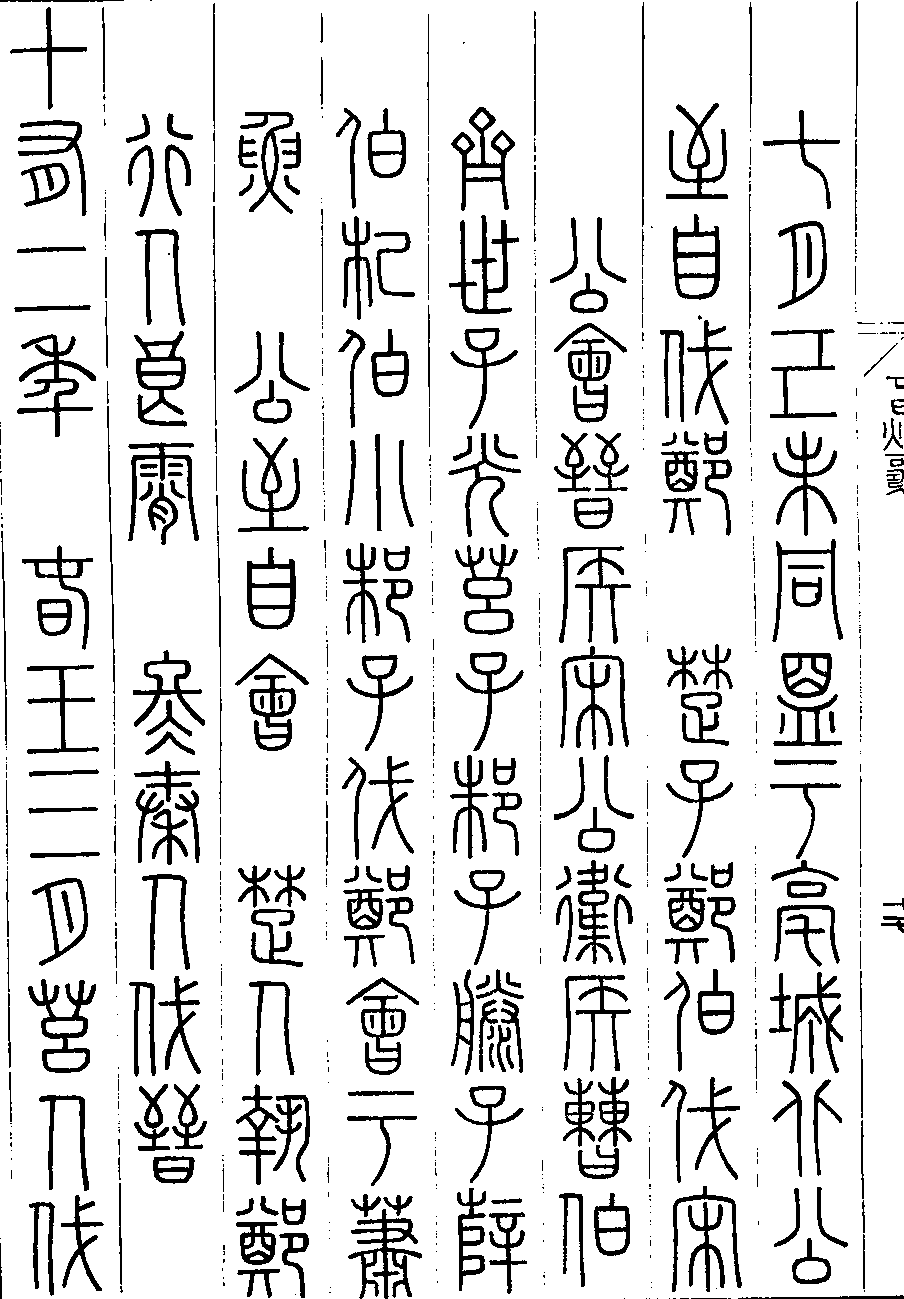 七月己未同盟于亳城北公
至自伐鄭　楚子鄭伯伐宋
公會晉侯宋公衛侯曹伯
齊世子光莒子邾子滕子薛
伯杞伯小邾子伐鄭會于蕭
魚　公至自會　楚人執鄭
行人良霄　冬秦人伐晉
十有二年　春王三月莒人伐